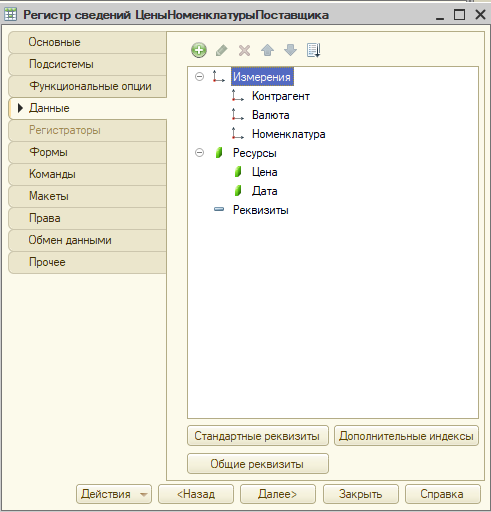 Регистр сведений ЦеныНоменклатурыПоставщика
Основные
Подсистемы
Функциональные опции
Данные
Регистраторы
Формы
Команды
Макеты
Права
Обмен данными
Прочее
Измерения
Контрагент
Валюта
Номенклатура
Ресурсы
Цена
Дата
Реквизиты
Стандартные реквизиты
Дополнительные индексы
Общие реквизиты
Действия
<Назад
Далее>
Закрыть
Справка